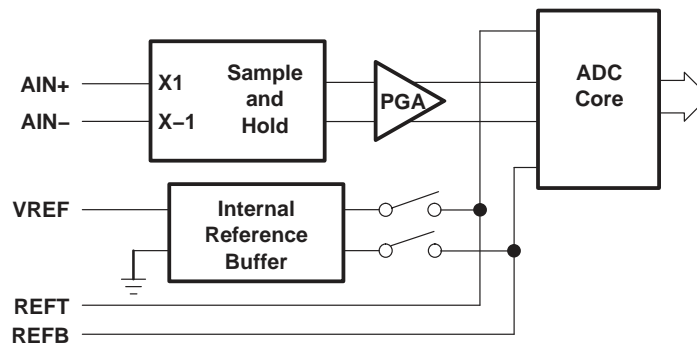 AIN+
AIN−
X1
X−1
Sample
and
Hold
PGA
ADC
Core
VREF
Internal
Reference
Buffer
REFT
REFB